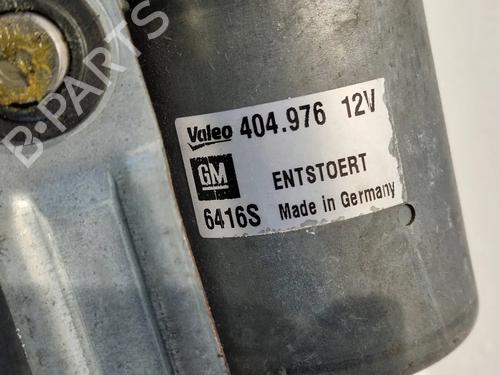 B-PARTS
Valeo 404.976 12V
GM ENTSTOERT
6416S Made in Germany